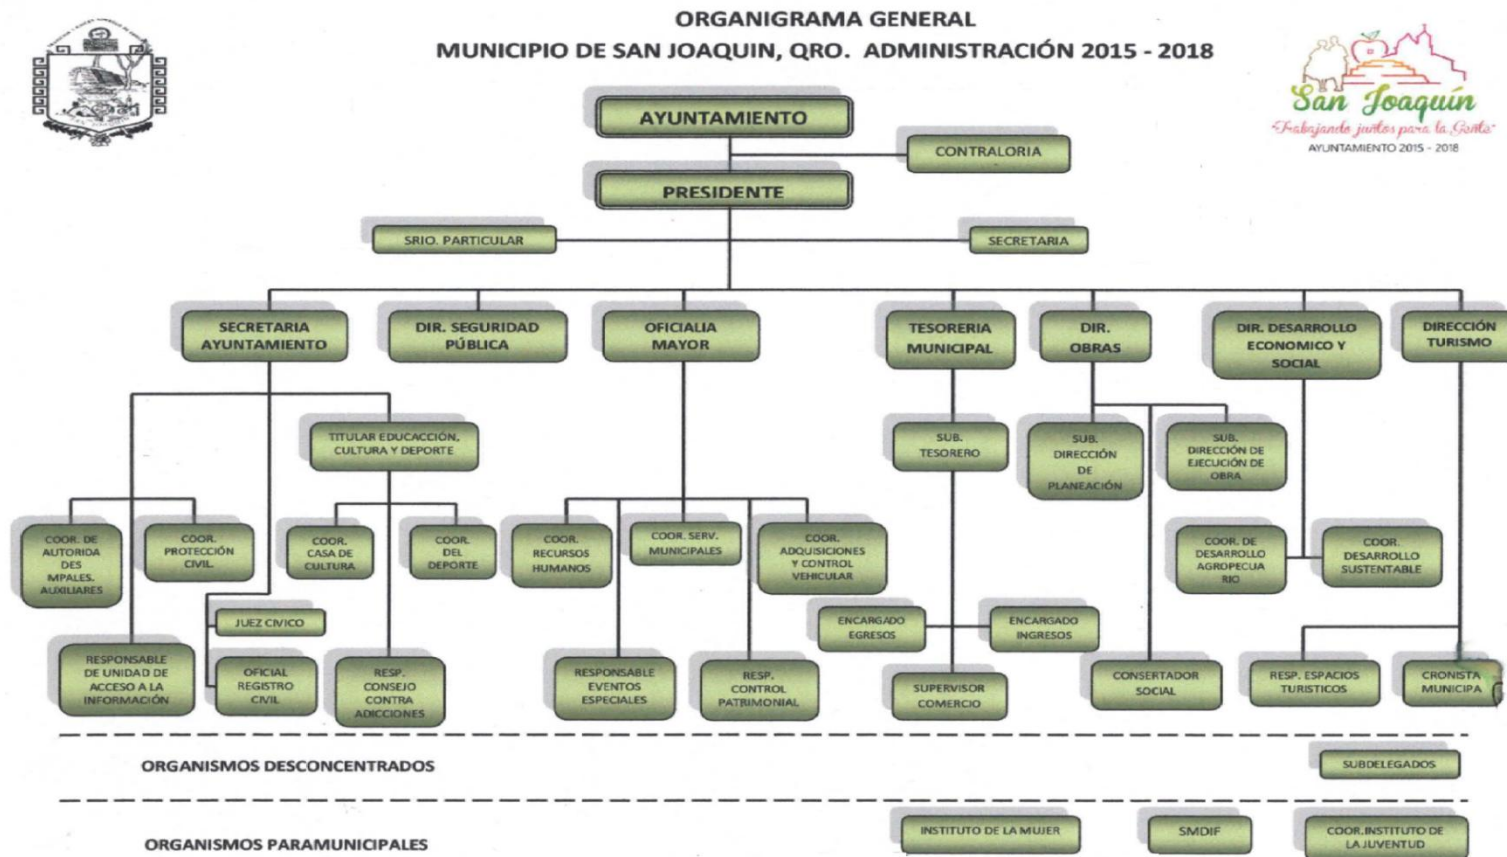 ORGANIGRAMA GENERAL
MUNICIPIO DE SAN JOAQUIN, QRO. ADMINISTRACIÓN 2015 - 2018
San Joaquín
"Trabajando juntos para la Gente"
AYUNTAMIENTO 2015 - 2018
AYUNTAMIENTO
CONTRALORIA
PRESIDENTE
SRIO. PARTICULAR
SECRETARIA
SECRETARIA
AYUNTAMIENTO
DIR. SEGURIDAD
PÚBLICA
OFICIALIA
MAYOR
TESORERIA
MUNICIPAL
DIR.
OBRAS
DIR. DESARROLLO
ECONOMICO Y
SOCIAL
DIRECCIÓN
TURISMO
TITULAR EDUCACCIÓN,
CULTURA Y DEPORTE
SUB.
TESORERO
SUB.
DIRECCIÓN
DE
PLANEACIÓN
SUB.
DIRECCIÓN DE
EJECUCIÓN DE
OBRA
COOR. DE
AUTORIDA
DES
MPALES.
AUXILIARES
COOR.
PROTECCIÓN
CIVIL
COOR.
CASA DE
CULTURA
COOR.
DEL
DEPORTE
COOR.
RECURSOS
HUMANOS
COOR. SERV.
MUNICIPALES
COOR.
ADQUISICIONES
Y CONTROL
VEHICULAR
COOR. DE
DESARROLLO
AGROPECUA
RIO
COOR.
DESARROLLO
SUSTENTABLE
JUEZ CIVICO
ENCARGADO
EGRESOS
ENCARGADO
INGRESOS
RESPONSABLE
DE UNIDAD DE
ACCESO A LA
INFORMACIÓN
OFICIAL
REGISTRO
CIVIL
RESP.
CONSEJO
CONTRA
ADICCIONES
RESPONSABLE
EVENTOS
ESPECIALES
RESP.
CONTROL
PATRIMONIAL
SUPERVISOR
COMERCIO
CONSERTADOR
SOCIAL
RESP. ESPACIOS
TURISTICOS
CRONISTA
MUNICIPA
ORGANISMOS DESCONCENTRADOS
SUBDELEGADOS
ORGANISMOS PARAMUNICIPALES
INSTITUTO DE LA MUJER
SMDIF
COOR.INSTITUTO DE
LA JUVENTUD